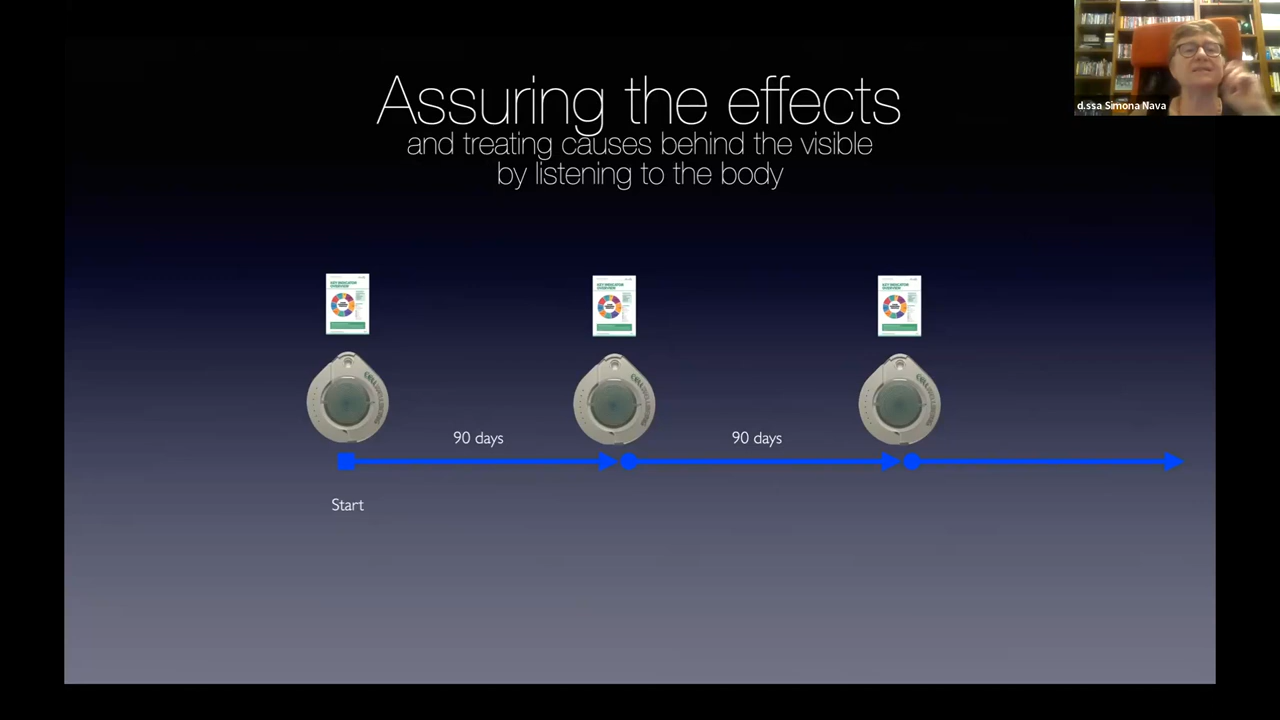 Assuring the effects
and treating causes behind the visible
by listening to the body
d.ssa Simona Nava
90 days
90 days
Start